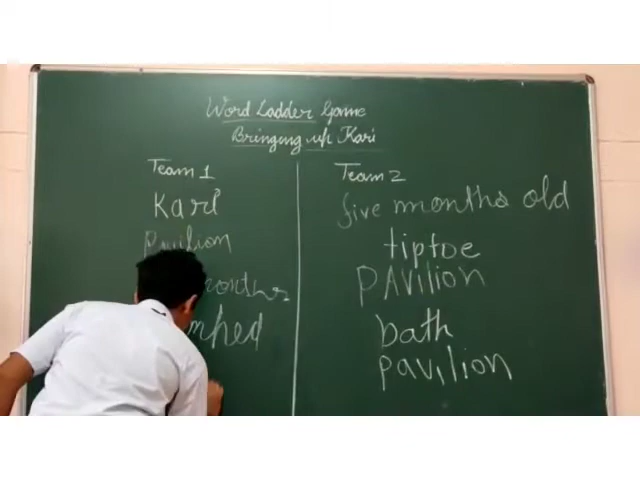 Word Ladder Game
Bringing up Kari
Team 1
Kari
Pavilion
months
Team 2
five months old
tiptoe
PAVilion
bath
pavilion